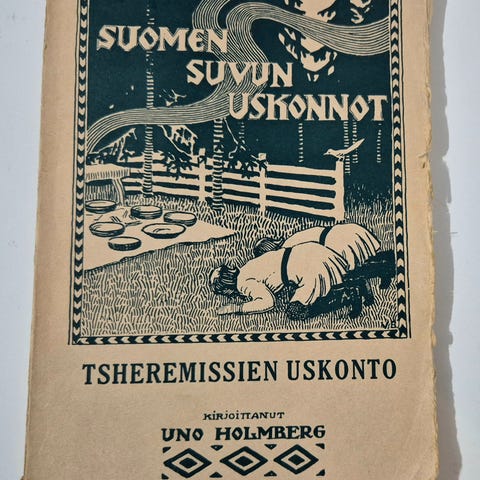 SUOMEN
SUVUN
USKONNOT
TSHEREMISSIEN USKONTO
KIRJOITTANUT
UNO HOLMBERG